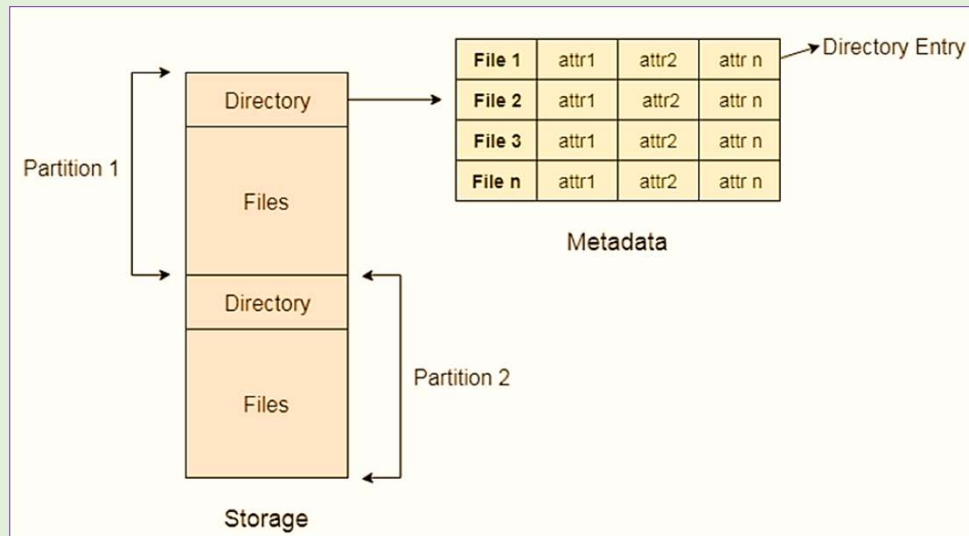 Directory Entry
File 1 attr1 attr2 attr n
File 2 attr1 attr2 attr n
File 3 attr1 attr2 attr n
File n attr1 attr2 attr n
Metadata
Partition 1
Directory
Files
Directory
Files
Partition 2
Storage